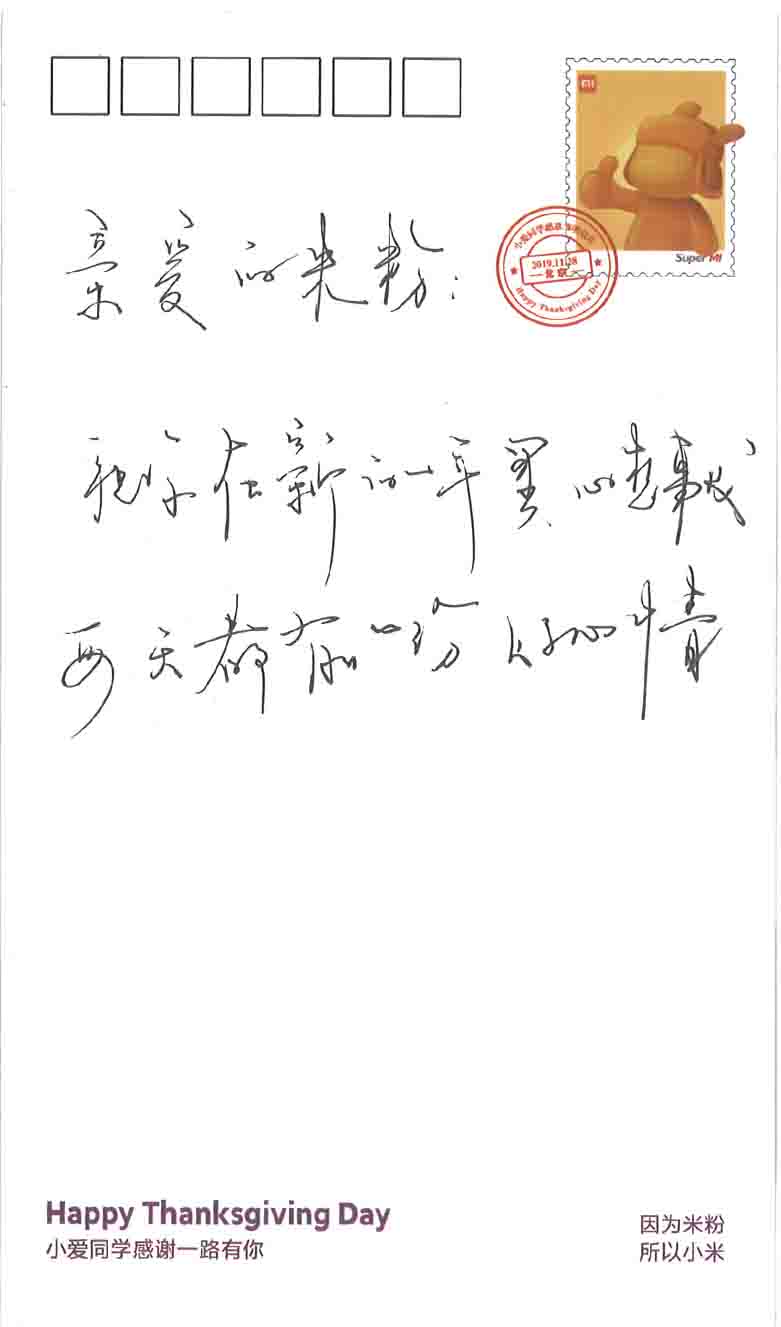 MI
Super MI
小爱同学感恩
2019.11.28
北京
Happy Thanksgiving Day
亲爱的米粉：
祝你在新的一年里心想事成
每天都有一份好心情
Happy Thanksgiving Day
小爱同学感谢一路有你
因为米粉
所以小米